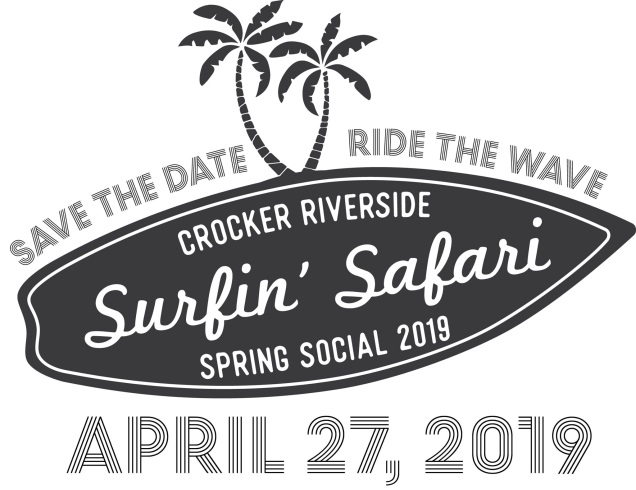 SAVE THE DATE
RIDE THE WAVE
CROCKER RIVERSIDE
Surfin' Safari
SPRING SOCIAL 2019
APRIL 27, 2019